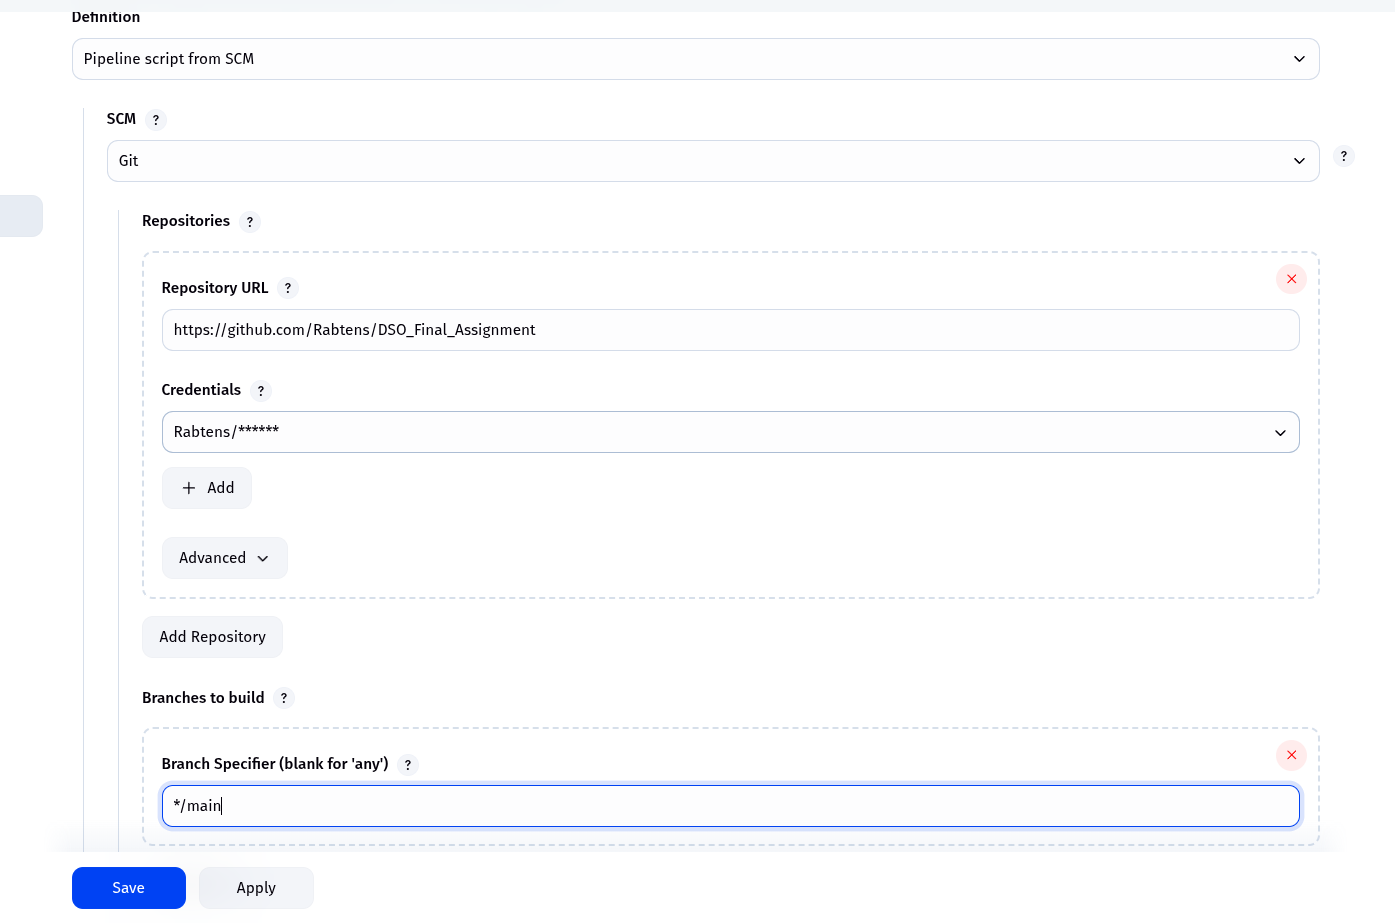 Definition
Pipeline script from SCM
SCM ?
Git
?
Repositories ?
Repository URL ?
https://github.com/Rabtens/DSO_Final_Assignment
Credentials ?
Rabtens/******
+ Add
Advanced
Add Repository
Branches to build ?
Branch Specifier (blank for 'any') ?
*/main
Save Apply